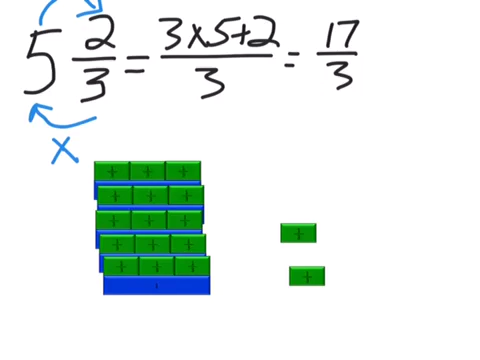 5 2/3 = (3x5+2)/3 = 17/3
x
+ + +
+ + +
+ + +
+
+ + +
+ + +
+